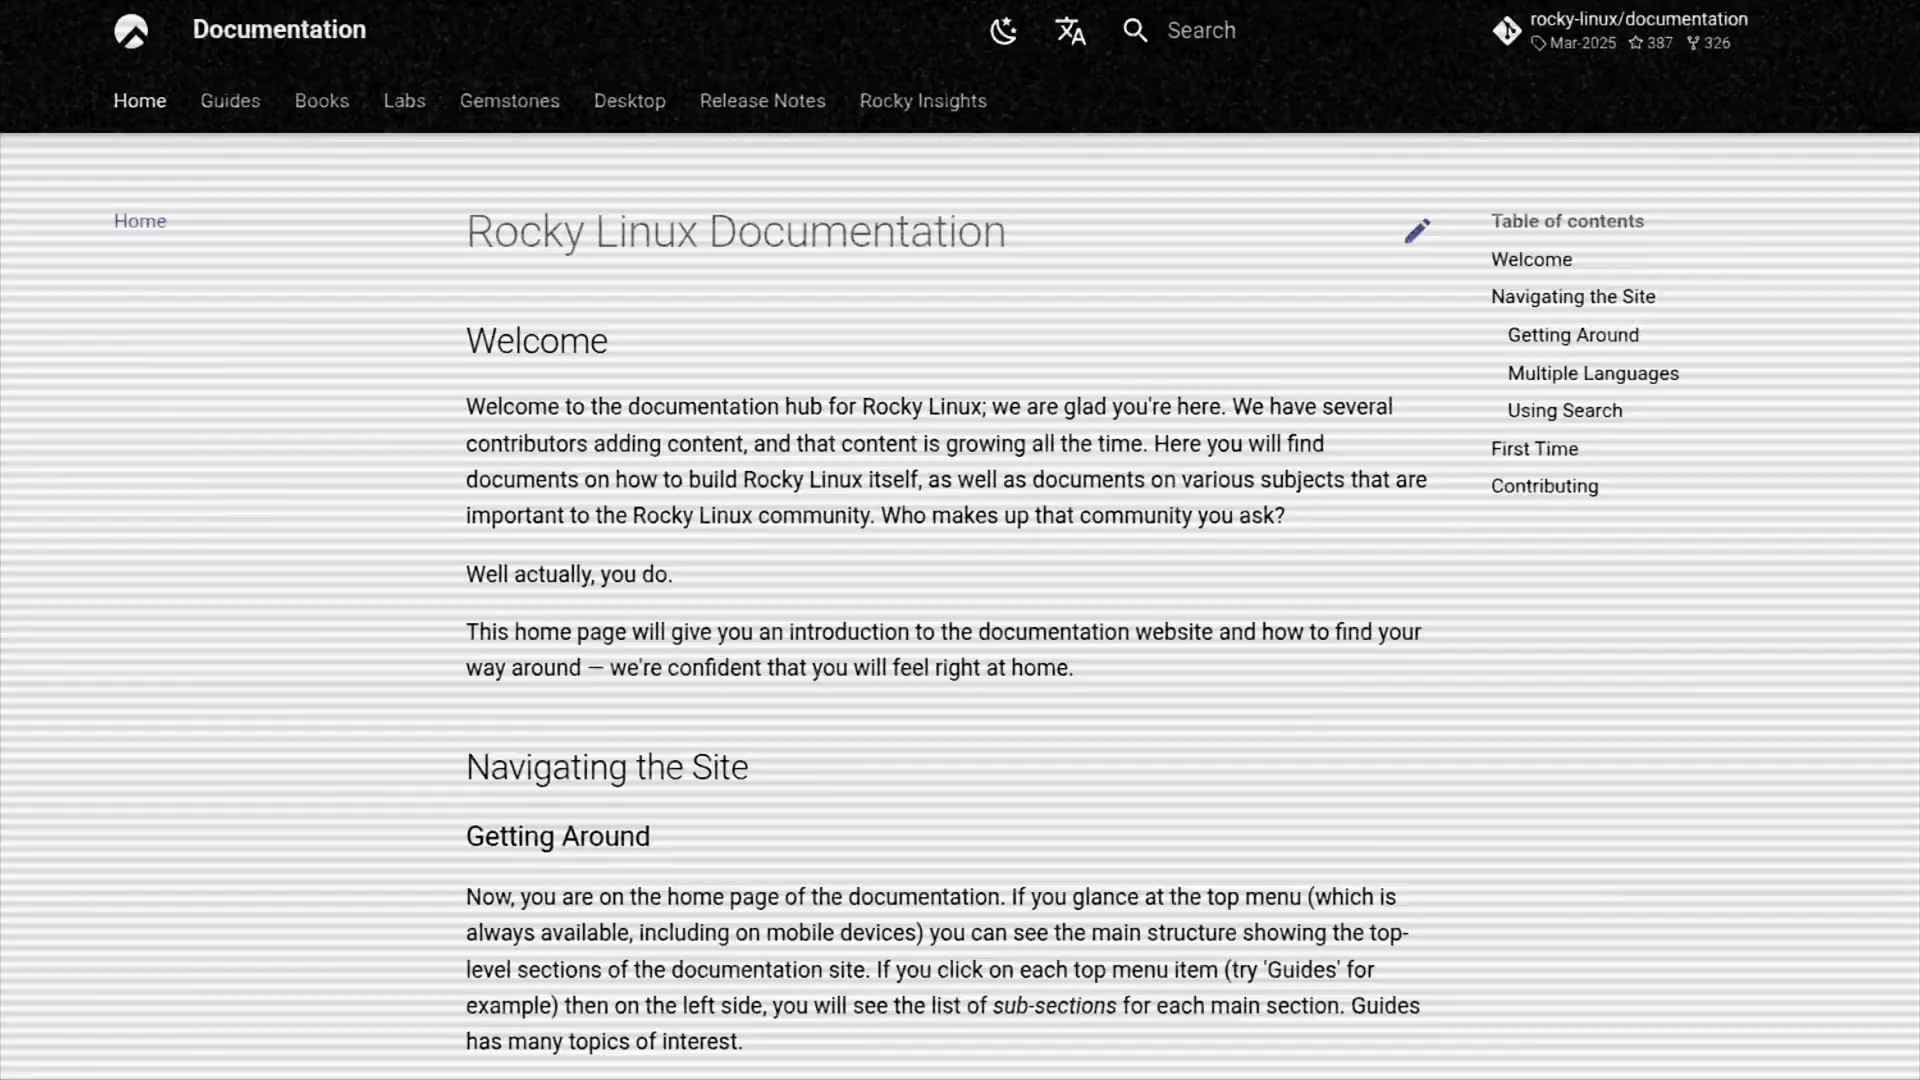 Documentation
Search
rocky-linux/documentation
Mar-2025 387 326
Home Guides Books Labs Gemstones Desktop Release Notes Rocky Insights
Home
Rocky Linux Documentation
Welcome
Welcome to the documentation hub for Rocky Linux; we are glad you're here. We have several
contributors adding content, and that content is growing all the time. Here you will find
documents on how to build Rocky Linux itself, as well as documents on various subjects that are
important to the Rocky Linux community. Who makes up that community you ask?
Well actually, you do.
This home page will give you an introduction to the documentation website and how to find your
way around — we're confident that you will feel right at home.
Navigating the Site
Getting Around
Now, you are on the home page of the documentation. If you glance at the top menu (which is
always available, including on mobile devices) you can see the main structure showing the top-
level sections of the documentation site. If you click on each top menu item (try 'Guides' for
example) then on the left side, you will see the list of sub-sections for each main section. Guides
has many topics of interest.
Table of contents
Welcome
Navigating the Site
Getting Around
Multiple Languages
Using Search
First Time
Contributing